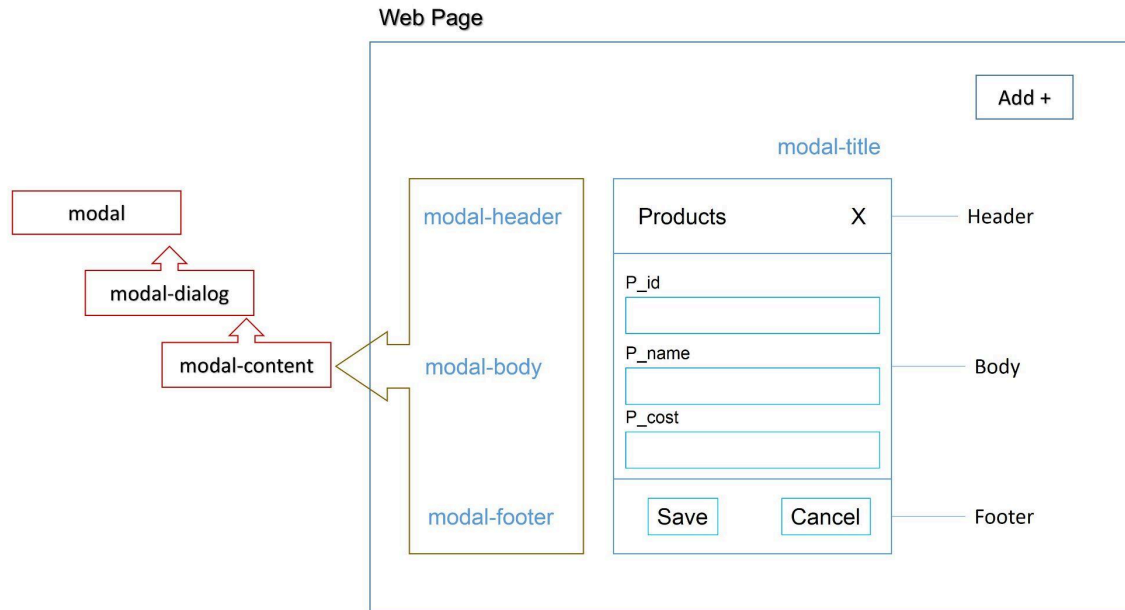 Web Page
Add +
modal-title
modal
modal-header
Products X
Header
modal-dialog
P_id
modal-content
modal-body
P_name
Body
P_cost
modal-footer
Save Cancel
Footer